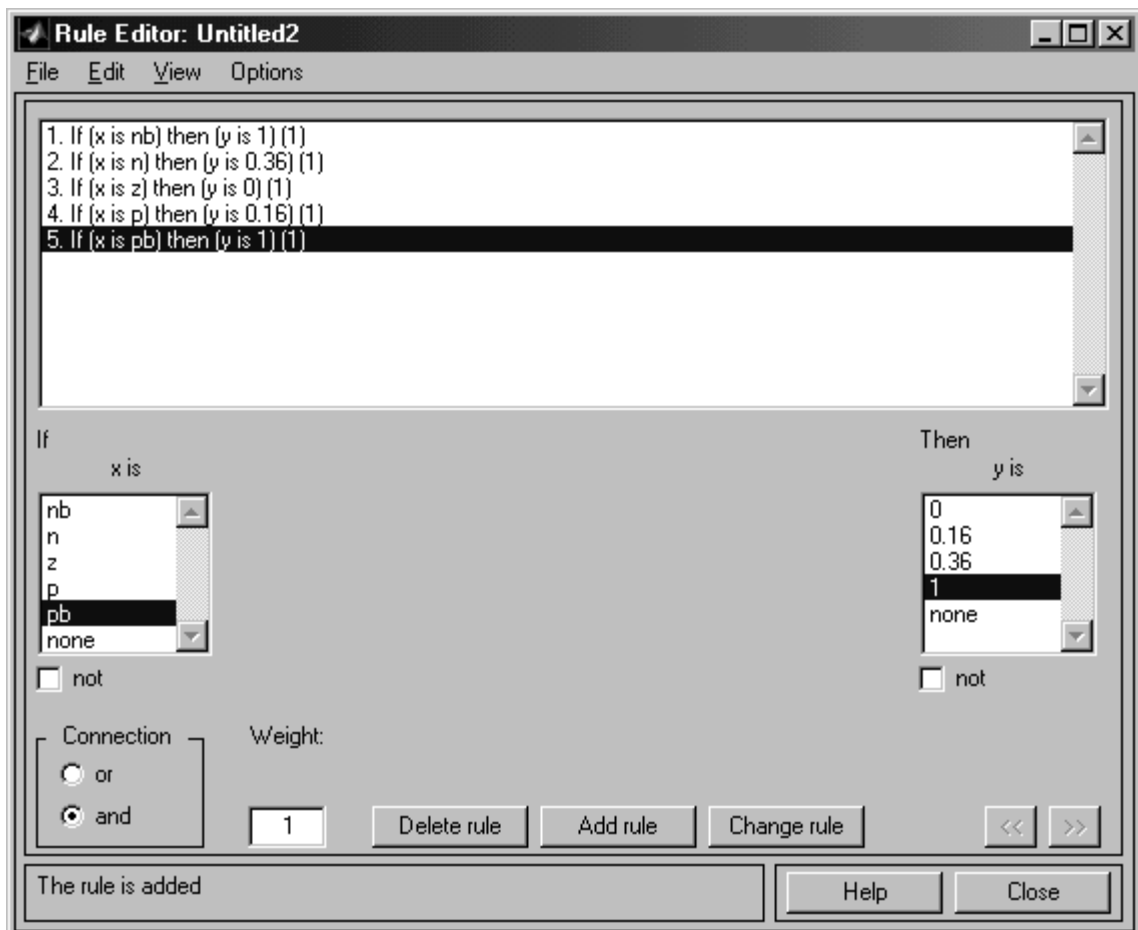 Rule Editor: Untitled2
File Edit View Options
1. If (x is nb) then (y is 1) (1)
2. If (x is n) then (y is 0.36) (1)
3. If (x is z) then (y is 0) (1)
4. If (x is p) then (y is 0.16) (1)
5. If (x is pb) then (y is 1) (1)
If
x is
nb
n
z
p
pb
none
not
Then
y is
0
0.16
0.36
1
none
not
Connection
or
and
Weight:
1
Delete rule Add rule Change rule << >>
The rule is added
Help Close